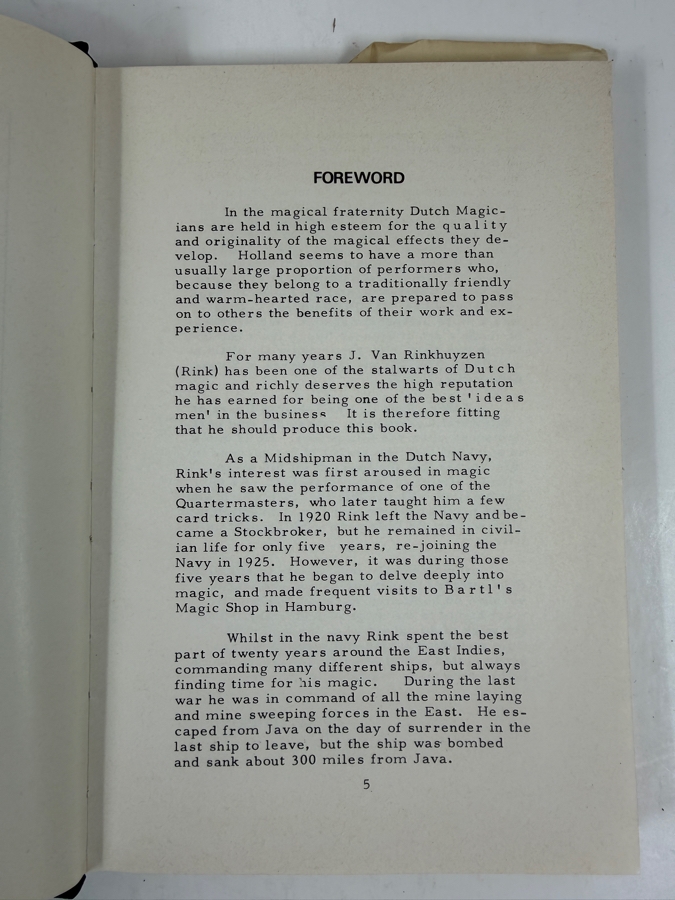 FOREWORD
In the magical fraternity Dutch Magic-
ians are held in high esteem for the quality
and originality of the magical effects they de-
velop. Holland seems to have a more than
usually large proportion of performers who,
because they belong to a traditionally friendly
and warm-hearted race, are prepared to pass
on to others the benefits of their work and ex-
perience.
For many years J. Van Rinkhuyzen
(Rink) has been one of the stalwarts of Dutch
magic and richly deserves the high reputation
he has earned for being one of the best 'ideas
men' in the business It is therefore fitting
that he should produce this book.
As a Midshipman in the Dutch Navy,
Rink's interest was first aroused in magic
when he saw the performance of one of the
Quartermasters, who later taught him a few
card tricks. In 1920 Rink left the Navy and be-
came a Stockbroker, but he remained in civil-
ian life for only five years, re-joining the
Navy in 1925. However, it was during those
five years that he began to delve deeply into
magic, and made frequent visits to Bartl's
Magic Shop in Hamburg.
Whilst in the navy Rink spent the best
part of twenty years around the East Indies,
commanding many different ships, but always
finding time for his magic. During the last
war he was in command of all the mine laying
and mine sweeping forces in the East. He es-
caped from Java on the day of surrender in the
last ship to leave, but the ship was bombed
and sank about 300 miles from Java.
5